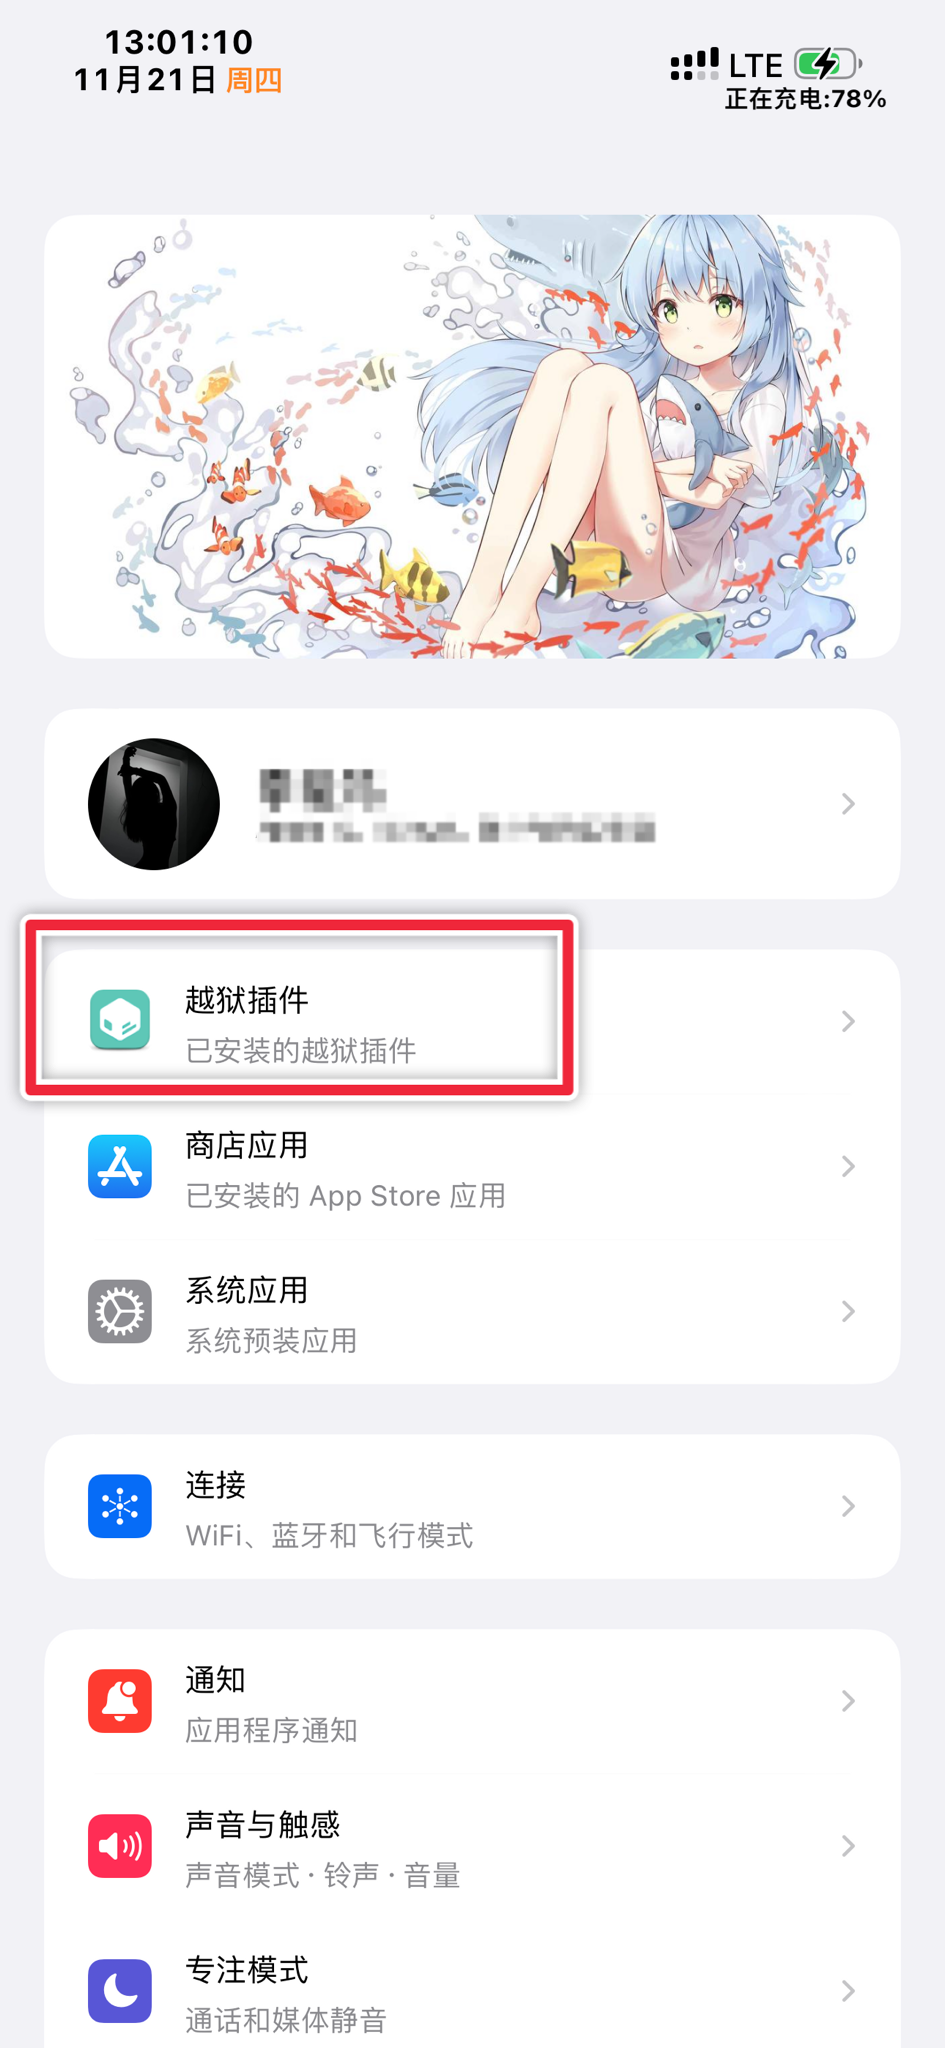 13:01:10
11月21日 周四
LTE
正在充电:78%
越狱插件
已安装的越狱插件
商店应用
已安装的 App Store 应用
系统应用
系统预装应用
连接
WiFi、蓝牙和飞行模式
通知
应用程序通知
声音与触感
声音模式 · 铃声 · 音量
专注模式
通话和媒体静音